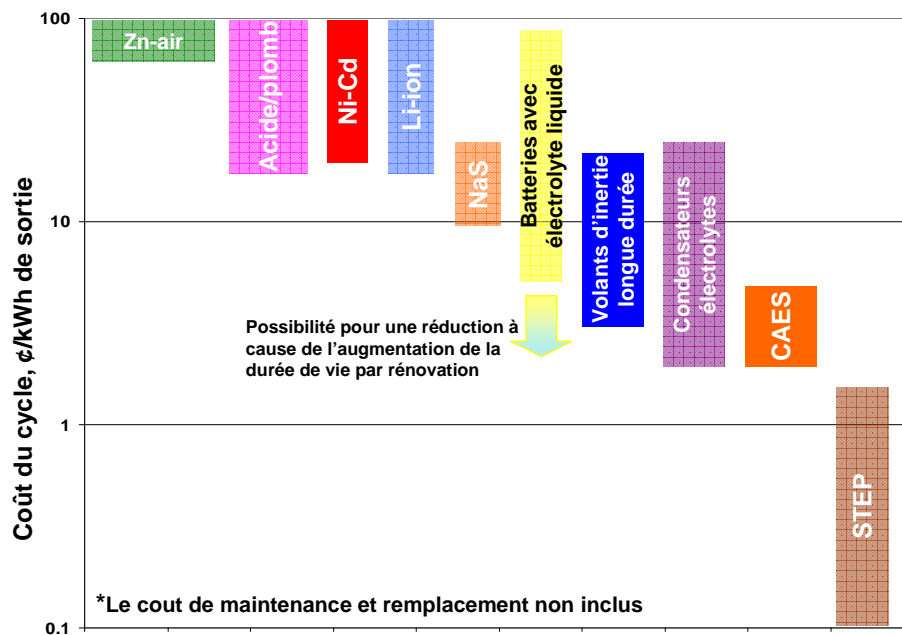 100
10
1
0.1
Coût du cycle, ¢/kWh de sortie
Zn-air
Acide/plomb
Ni-Cd
Li-ion
NaS
Batteries avec
électrolyte liquide
Volants d’inertie
longue durée
Condensateurs
électrolytes
CAES
STEP
Possibilité pour une réduction à
cause de l’augmentation de la
durée de vie par rénovation
*Le cout de maintenance et remplacement non inclus